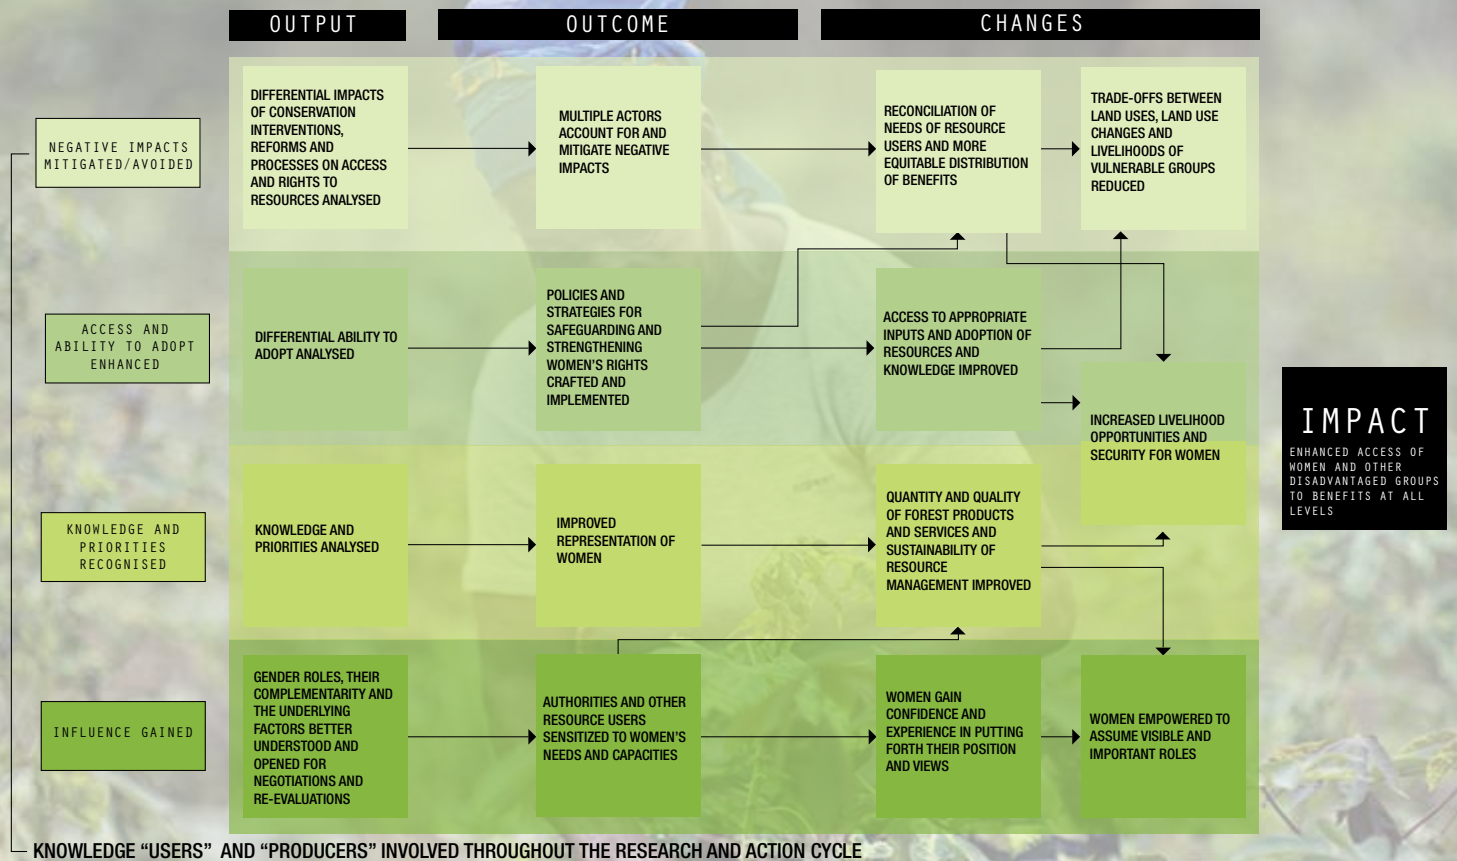 OUTPUT
OUTCOME
CHANGES
NEGATIVE IMPACTS
MITIGATED/AVOIDED
DIFFERENTIAL IMPACTS
OF CONSERVATION
INTERVENTIONS,
REFORMS AND
PROCESSES ON ACCESS
AND RIGHTS TO
RESOURCES ANALYSED
MULTIPLE ACTORS
ACCOUNT FOR AND
MITIGATE NEGATIVE
IMPACTS
RECONCILIATION OF
NEEDS OF RESOURCE
USERS AND MORE
EQUITABLE DISTRIBUTION
OF BENEFITS
TRADE-OFFS BETWEEN
LAND USES, LAND USE
CHANGES AND
LIVELIHOODS OF
VULNERABLE GROUPS
REDUCED
ACCESS AND
ABILITY TO ADOPT
ENHANCED
DIFFERENTIAL ABILITY TO
ADOPT ANALYSED
POLICIES AND
STRATEGIES FOR
SAFEGUARDING AND
STRENGTHENING
WOMEN'S RIGHTS
CRAFTED AND
IMPLEMENTED
ACCESS TO APPROPRIATE
INPUTS AND ADOPTION OF
RESOURCES AND
KNOWLEDGE IMPROVED
INCREASED LIVELIHOOD
OPPORTUNITIES AND
SECURITY FOR WOMEN
IMPACT
ENHANCED ACCESS OF
WOMEN AND OTHER
DISADVANTAGED GROUPS
TO BENEFITS AT ALL
LEVELS
KNOWLEDGE AND
PRIORITIES
RECOGNISED
KNOWLEDGE AND
PRIORITIES ANALYSED
IMPROVED
REPRESENTATION OF
WOMEN
QUANTITY AND QUALITY
OF FOREST PRODUCTS
AND SERVICES AND
SUSTAINABILITY OF
RESOURCE
MANAGEMENT IMPROVED
INFLUENCE GAINED
GENDER ROLES, THEIR
COMPLEMENTARITY AND
THE UNDERLYING
FACTORS BETTER
UNDERSTOOD AND
OPENED FOR
NEGOTIATIONS AND
RE-EVALUATIONS
AUTHORITIES AND OTHER
RESOURCE USERS
SENSITIZED TO WOMEN'S
NEEDS AND CAPACITIES
WOMEN GAIN
CONFIDENCE AND
EXPERIENCE IN PUTTING
FORTH THEIR POSITION
AND VIEWS
WOMEN EMPOWERED TO
ASSUME VISIBLE AND
IMPORTANT ROLES
KNOWLEDGE “USERS” AND “PRODUCERS” INVOLVED THROUGHOUT THE RESEARCH AND ACTION CYCLE